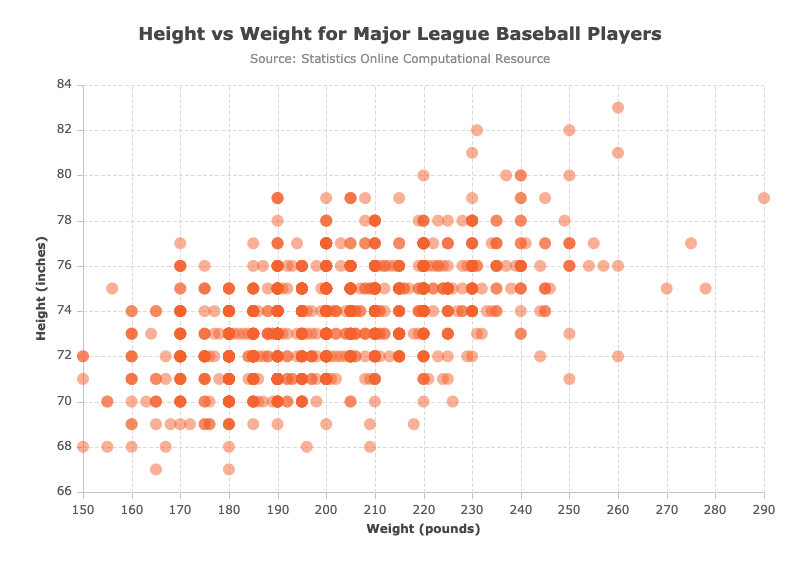 Height vs Weight for Major League Baseball Players
Source: Statistics Online Computational Resource
84
82
80
78
76
74
72
70
68
66
Height (inches)
150 160 170 180 190 200 210 220 230 240 250 260 270 280 290
Weight (pounds)